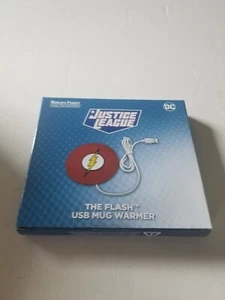 JUSTICE
LEAGUE
DC
THE FLASH™
USB MUG WARMER